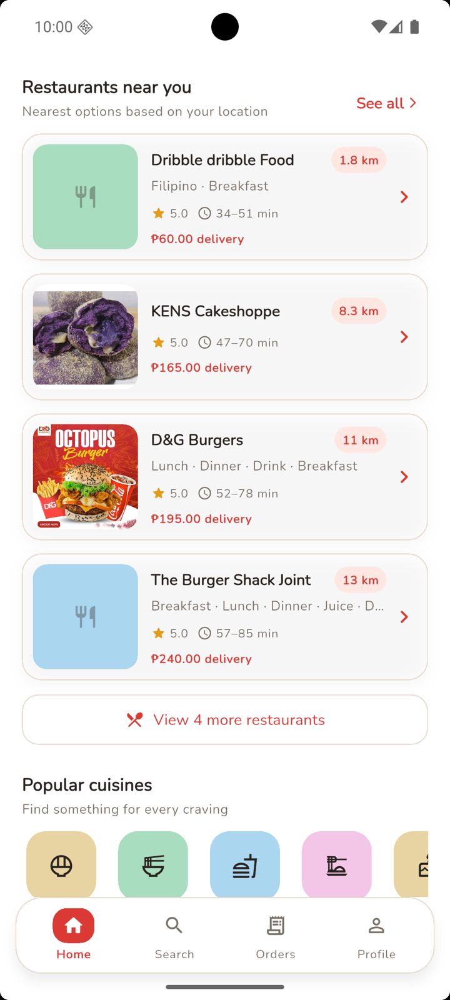 10:00
Restaurants near you
Nearest options based on your location
See all
Dribble dribble Food
1.8 km
Filipino · Breakfast
5.0
34–51 min
₱60.00 delivery
KENS Cakeshoppe
8.3 km
5.0
47–70 min
₱165.00 delivery
D&G
OCTOPUS
Burger
D&G
Coca-Cola
ORDER NOW
D&G Burgers
11 km
Lunch · Dinner · Drink · Breakfast
5.0
52–78 min
₱195.00 delivery
The Burger Shack Joint
13 km
Breakfast · Lunch · Dinner · Juice · D...
5.0
57–85 min
₱240.00 delivery
View 4 more restaurants
Popular cuisines
Find something for every craving
Home
Search
Orders
Profile